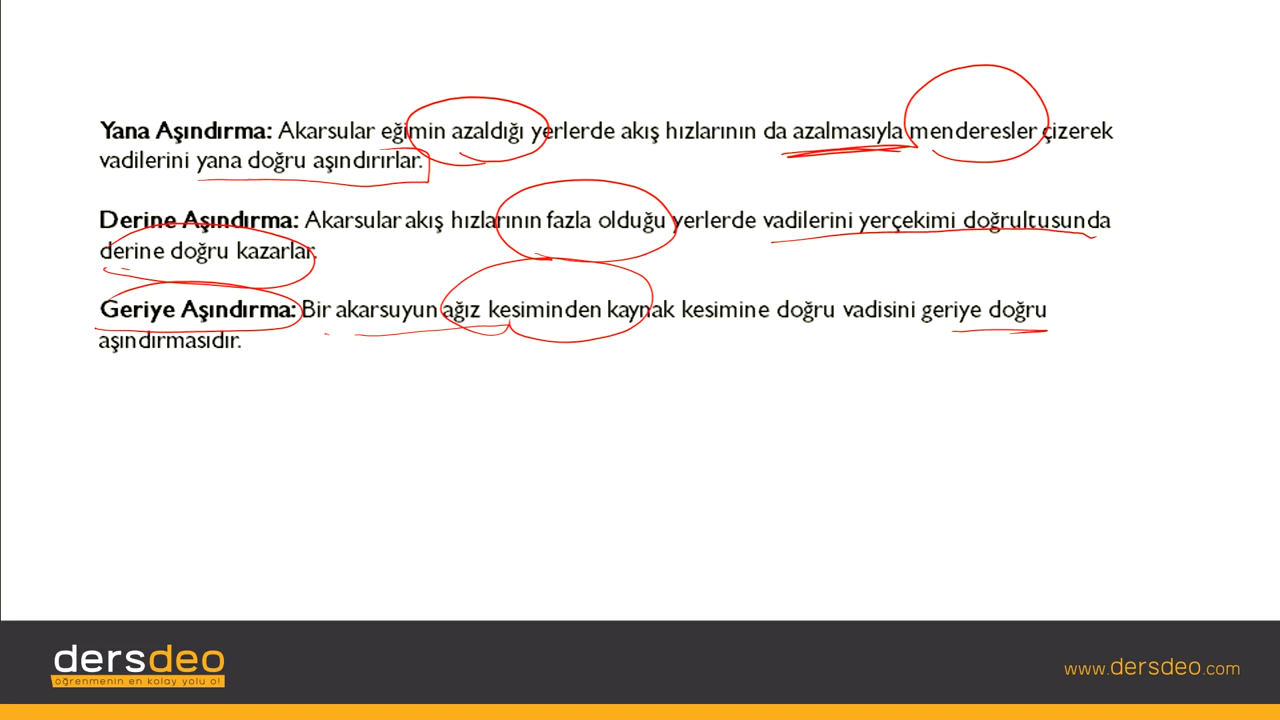 Yana Aşındırma: Akarsular eğimin azaldığı yerlerde akış hızlarının da azalmasıyla menderesler çizerek
vadilerini yana doğru aşındırırlar.
Derine Aşındırma: Akarsular akış hızlarının fazla olduğu yerlerde vadilerini yerçekimi doğrultusunda
derine doğru kazarlar.
Geriye Aşındırma: Bir akarsuyun ağız kesiminden kaynak kesimine doğru vadisini geriye doğru
aşındırmasıdır.
dersdeo
öğrenmenin en kolay yolu o!
www.dersdeo.com